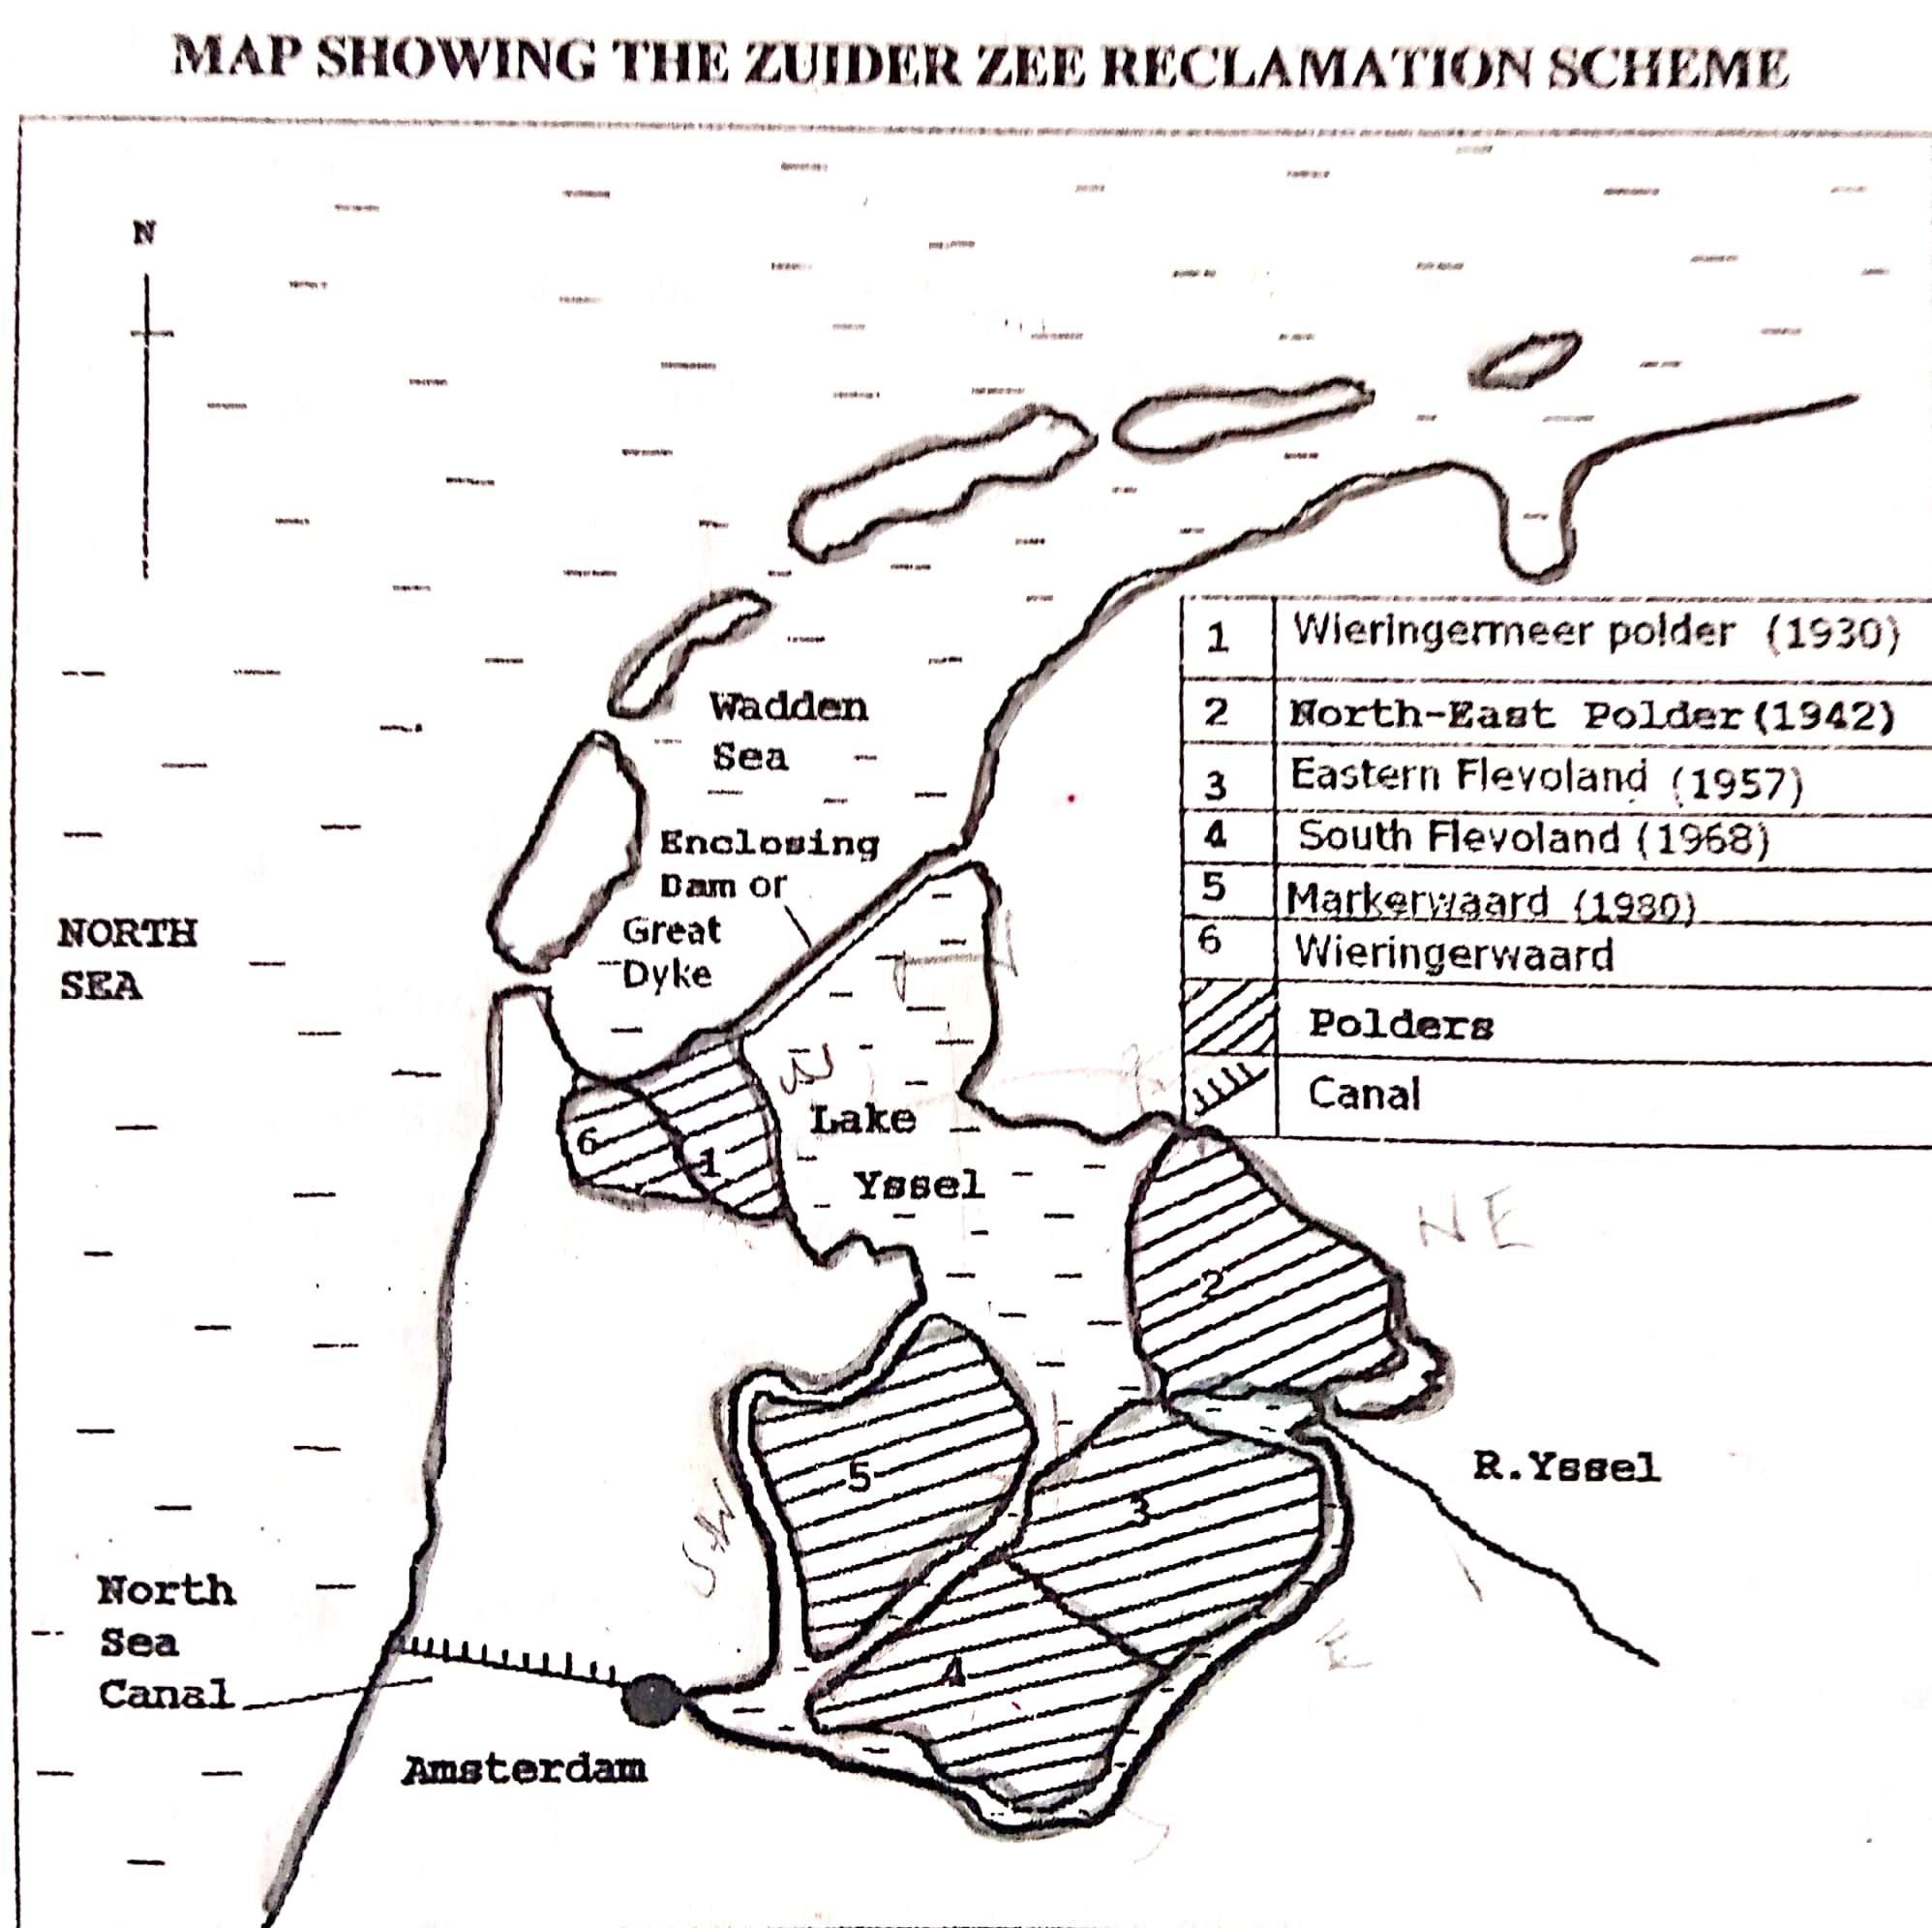 MAP SHOWING THE ZUIDER ZEE RECLAMATION SCHEME
N
Wadden
Sea
Enclosing
Dam or
Great
Dyke
NORTH
SEA
1 Wieringermeer polder (1930)
2 North-East Polder (1942)
3 Eastern Flevoland (1957)
4 South Flevoland (1968)
5 Markerwaard (1980)
6 Wieringerwaard
Polders
Canal
W
Lake
Yssel
6
1
2
NE
5
3
R.Yssel
SW
4
E
North
Sea
Canal
Amsterdam
S